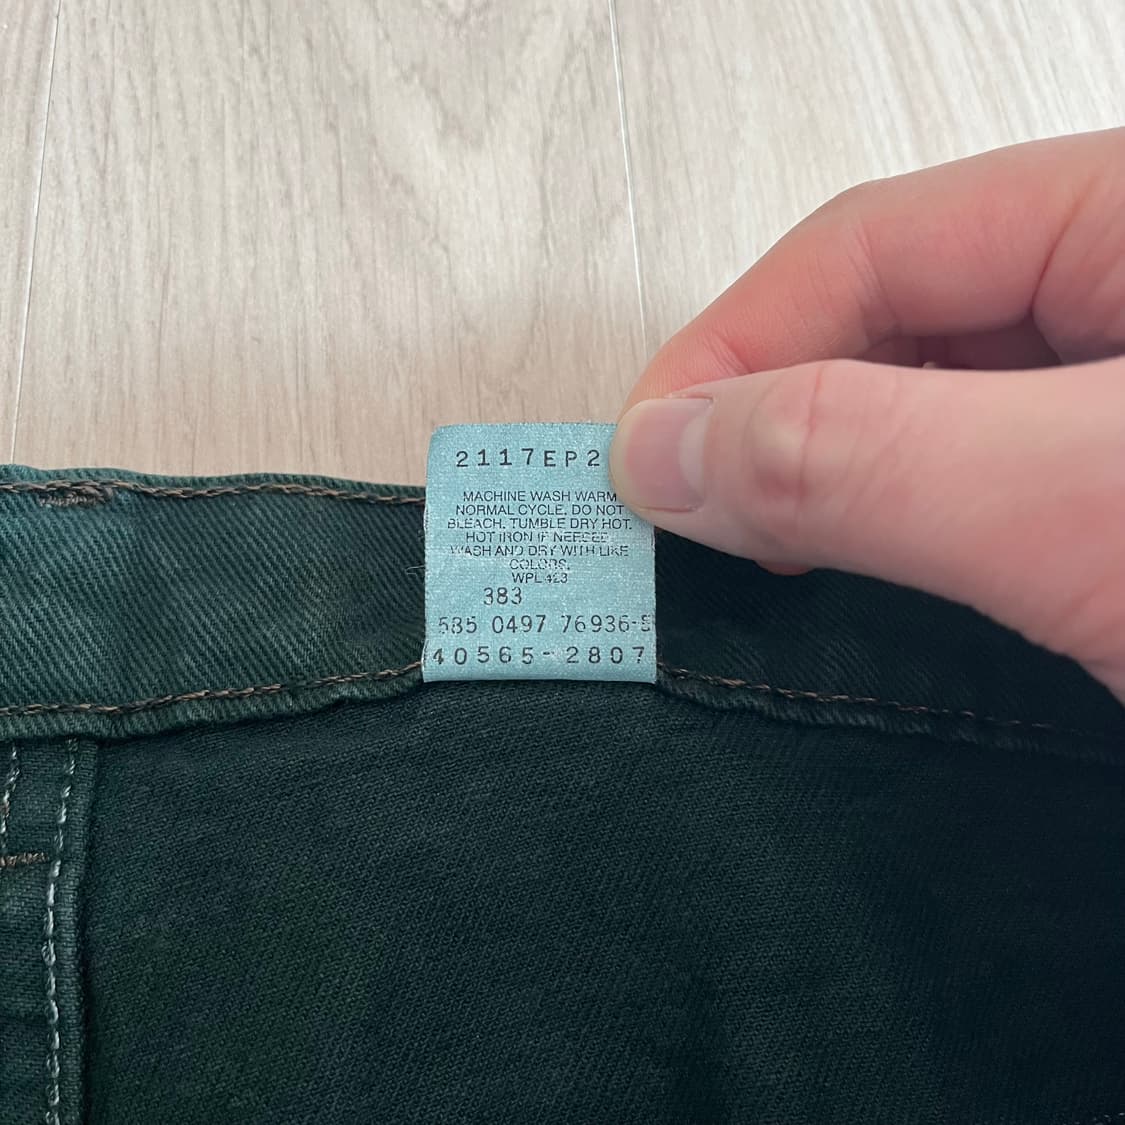 2117EP2
MACHINE WASH WARM
NORMAL CYCLE. DO NOT
BLEACH. TUMBLE DRY HOT.
HOT IRON IF NEEDED.
WASH AND DRY WITH LIKE
COLORS.
WPL 423
383
585 0497 76936-5
40565-2807